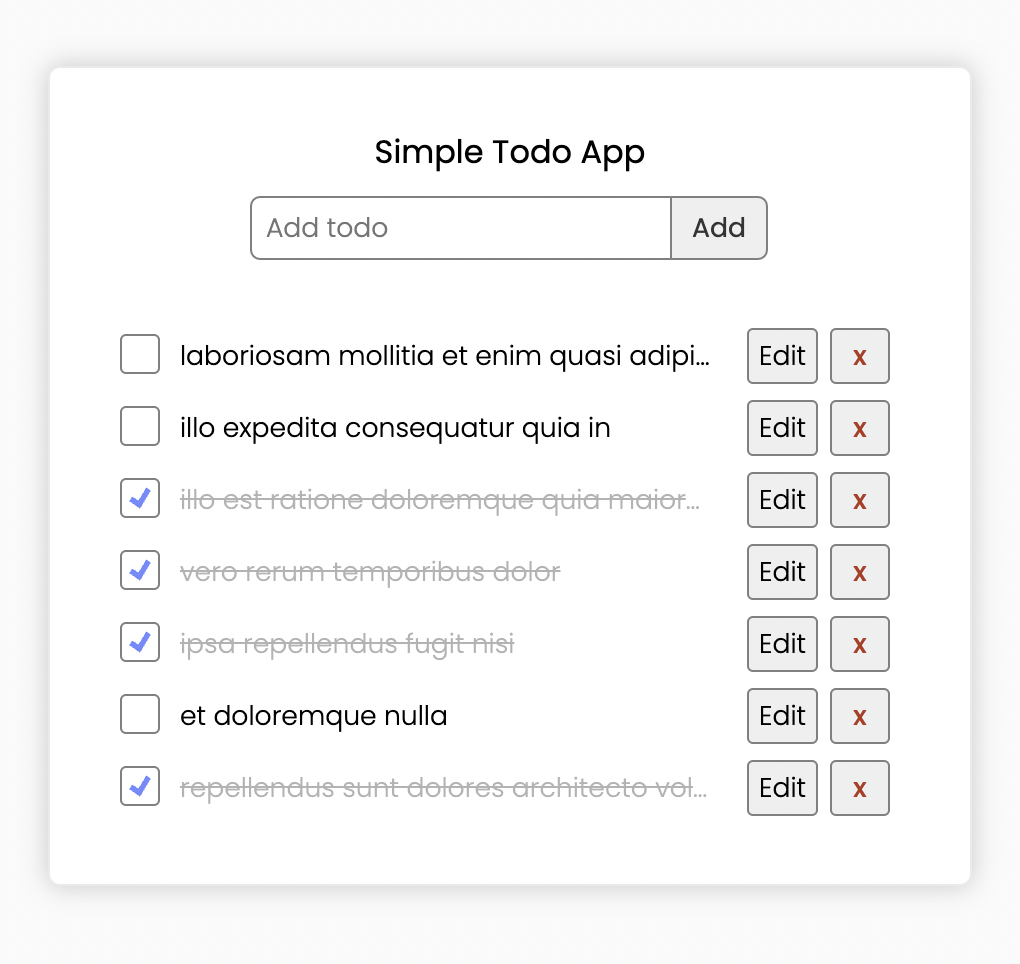 Simple Todo App
Add todo Add
laboriosam mollitia et enim quasi adipi... Edit x
illo expedita consequatur quia in Edit x
illo est ratione doloremque quia maior... Edit x
vero rerum temporibus dolor Edit x
ipsa repellendus fugit nisi Edit x
et doloremque nulla Edit x
repellendus sunt dolores architecto vol... Edit x